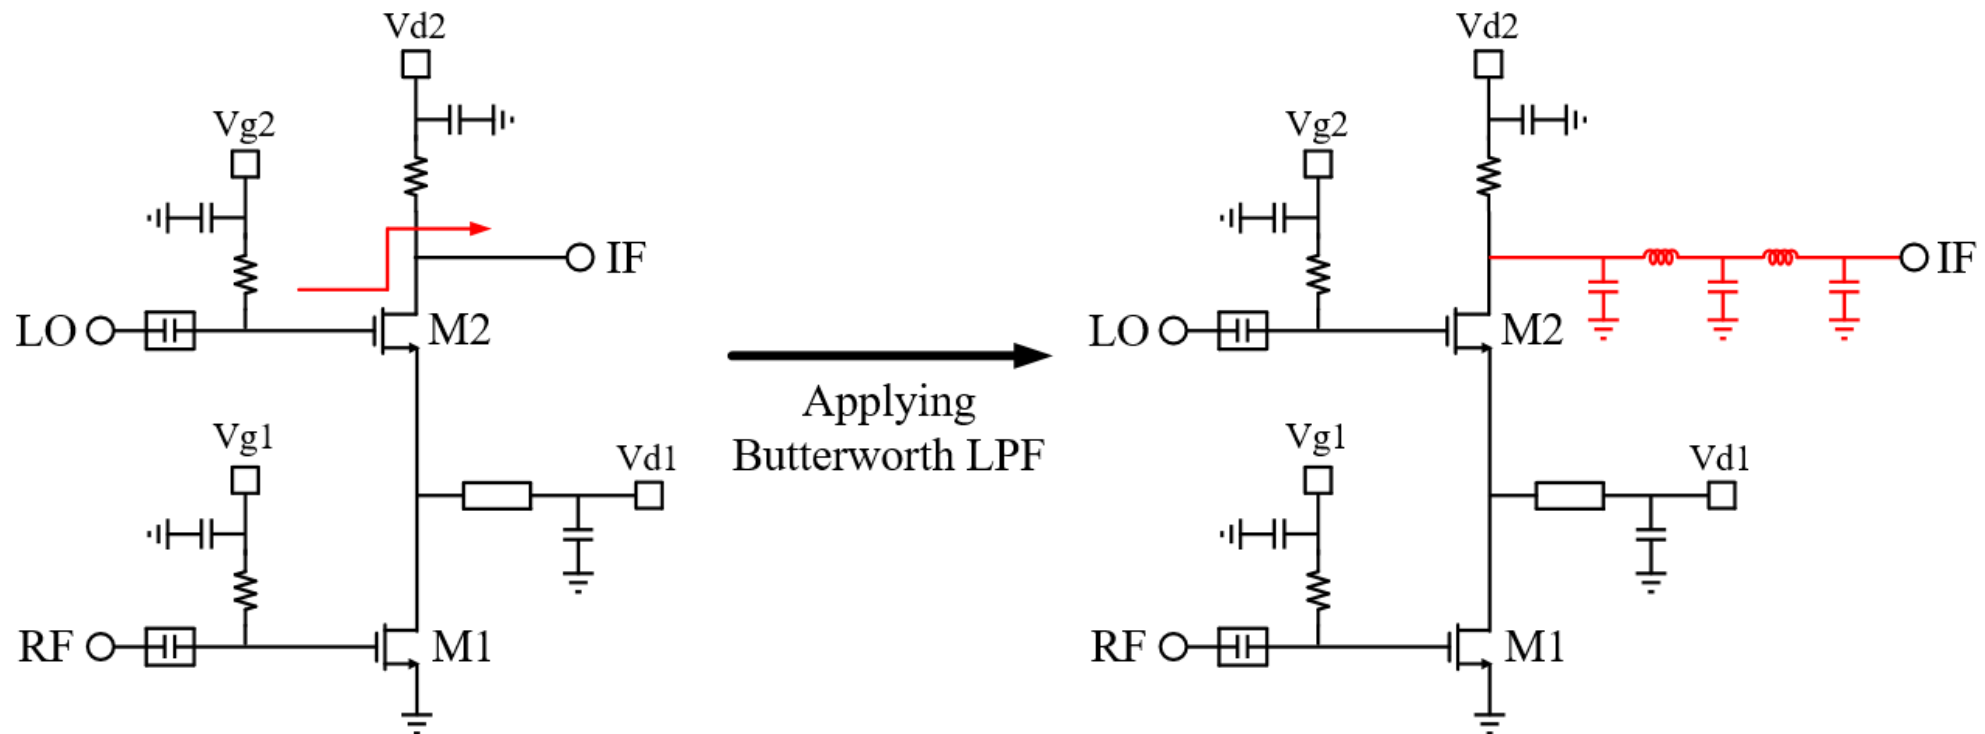 Vd2
Vg2
IF
LO
M2
Vg1
Vd1
RF
M1
Applying
Butterworth LPF
Vd2
Vg2
IF
LO
M2
Vg1
Vd1
RF
M1